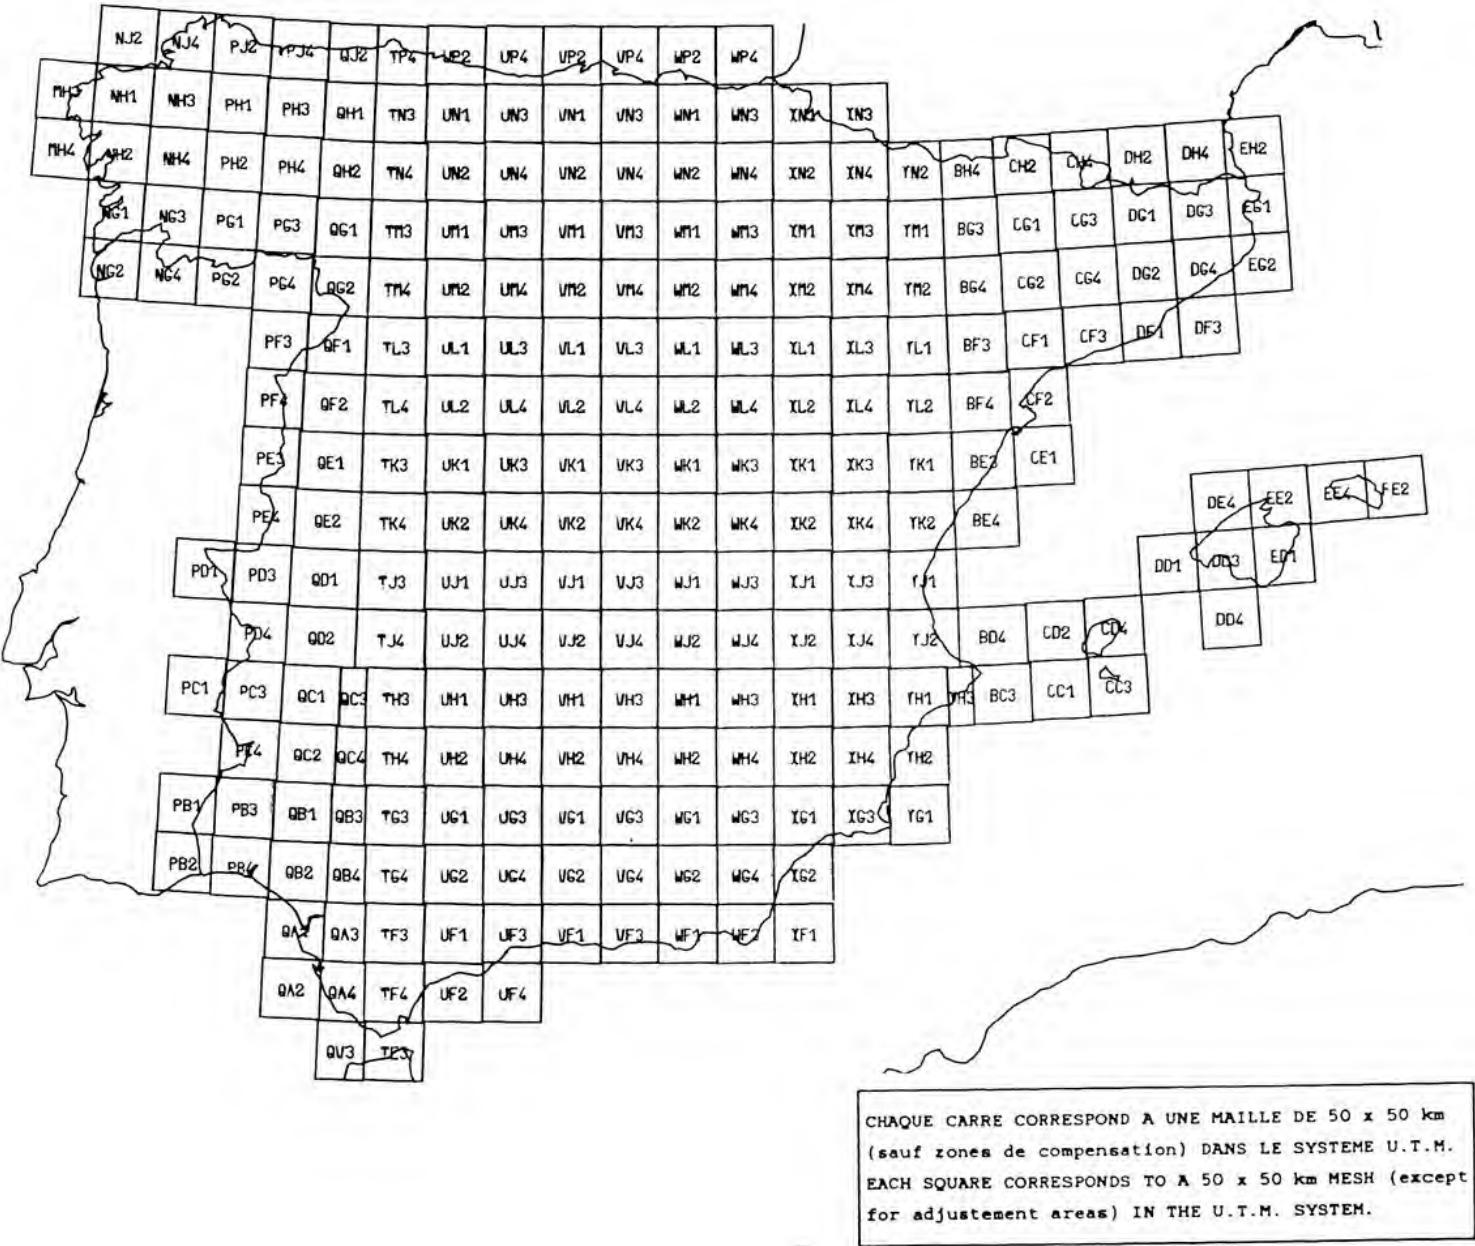 NJ2 NJ4 PJ2 PJ4 QJ2 TP4 UP2 UP4 VP2 VP4 WP2 WP4
MH3 NH1 NH3 PH1 PH3 QH1 TN3 UN1 UN3 VN1 VN3 WN1 WN3 XN1 XN3
MH4 NH2 NH4 PH2 PH4 QH2 TN4 UN2 UN4 VN2 VN4 WN2 WN4 XN2 XN4 YN2 BH4 CH2 CH4 DH2 DH4 EH2
NG1 NG3 PG1 PG3 QG1 TM3 UM1 UM3 VM1 VM3 WM1 WM3 XM1 XM3 YM1 BG3 CG1 CG3 DG1 DG3 EG1
NG2 NG4 PG2 PG4 QG2 TM4 UM2 UM4 VM2 VM4 WM2 WM4 XM2 XM4 YM2 BG4 CG2 CG4 DG2 DG4 EG2
PF3 QF1 TL3 UL1 UL3 VL1 VL3 WL1 WL3 XL1 XL3 YL1 BF3 CF1 CF3 DF1 DF3
PF4 QF2 TL4 UL2 UL4 VL2 VL4 WL2 WL4 XL2 XL4 YL2 BF4 CF2
PE3 QE1 TK3 UK1 UK3 VK1 VK3 WK1 WK3 XK1 XK3 YK1 BE3 CE1
PE4 QE2 TK4 UK2 UK4 VK2 VK4 WK2 WK4 XK2 XK4 YK2 BE4 DE4 EE2 EE4 FE2
PD1 PD3 QD1 TJ3 UJ1 UJ3 VJ1 VJ3 WJ1 WJ3 XJ1 XJ3 YJ1 DD1 DD3 ED1
PD4 QD2 TJ4 UJ2 UJ4 VJ2 VJ4 WJ2 WJ4 XJ2 XJ4 YJ2 BD4 CD2 CD4 DD4
PC1 PC3 QC1 QC3 TH3 UH1 UH3 VH1 VH3 WH1 WH3 XH1 XH3 YH1 YH3 BC3 CC1 CC3
PC4 QC2 QC4 TH4 UH2 UH4 VH2 VH4 WH2 WH4 XH2 XH4 YH2
PB1 PB3 QB1 QB3 TG3 UG1 UG3 VG1 VG3 WG1 WG3 XG1 XG3 YG1
PB2 PB4 QB2 QB4 TG4 UG2 UG4 VG2 VG4 WG2 WG4 XG2
QA1 QA3 TF3 UF1 UF3 VF1 VF3 WF1 WF3 XF1
QA2 QA4 TF4 UF2 UF4
QV3 TE3
CHAQUE CARRE CORRESPOND A UNE MAILLE DE 50 x 50 km
(sauf zones de compensation) DANS LE SYSTEME U.T.M.
EACH SQUARE CORRESPONDS TO A 50 x 50 km MESH (except
for adjustement areas) IN THE U.T.M. SYSTEM.